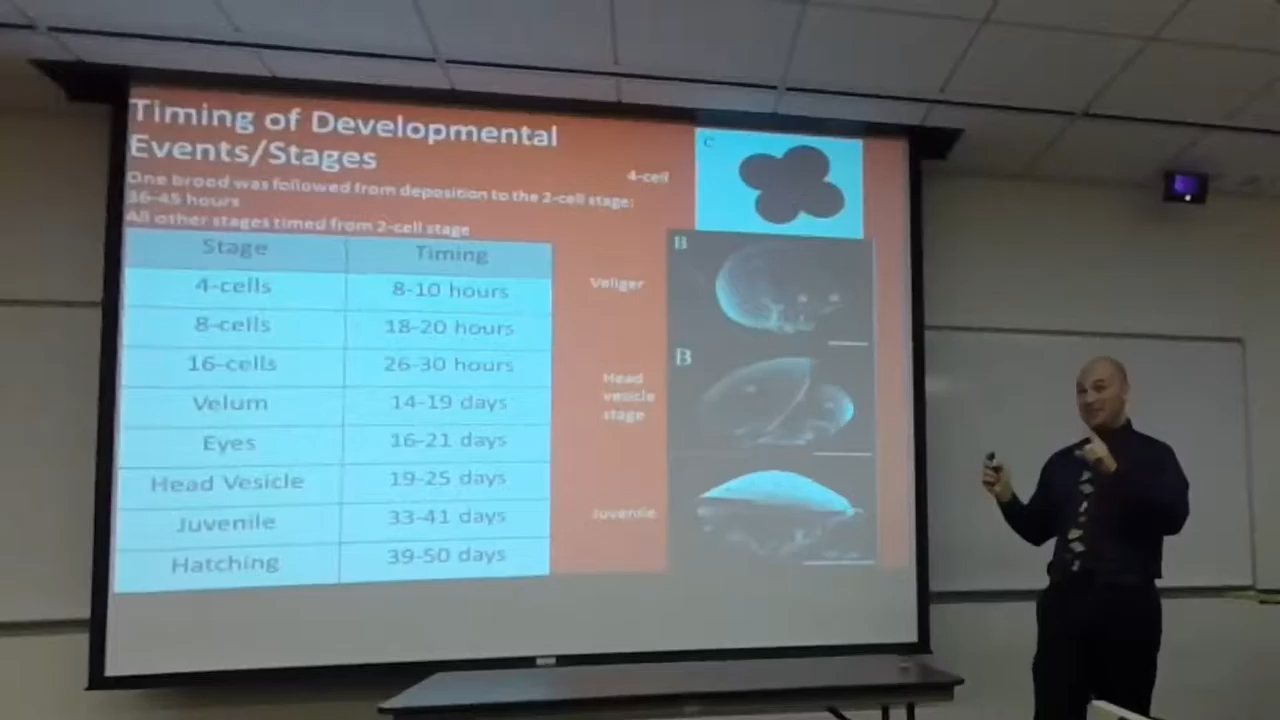 Timing of Developmental
Events/Stages
One brood was followed from deposition to the 2-cell stage:
36-45 hours
All other stages timed from 2-cell stage
Stage Timing
4-cells 8-10 hours
8-cells 18-20 hours
16-cells 26-30 hours
Velum 14-19 days
Eyes 16-21 days
Head Vesicle 19-25 days
Juvenile 33-41 days
Hatching 39-50 days
4-cell
C
B
Veliger
B
Head
vesicle
stage
Juvenile